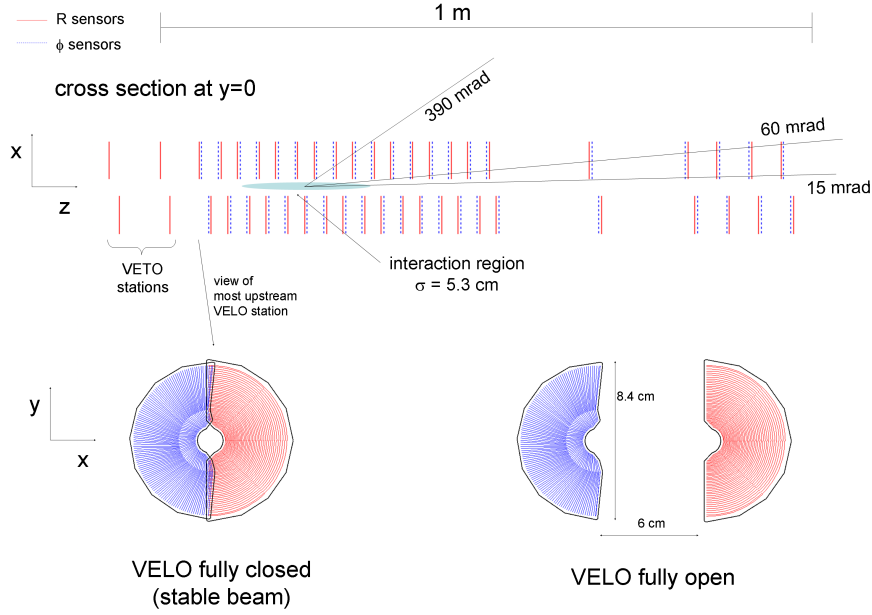 R sensors
ϕ sensors
1 m
cross section at y=0
390 mrad
60 mrad
15 mrad
x
z
VETO
stations
view of
most upstream
VELO station
interaction region
σ = 5.3 cm
y
x
8.4 cm
6 cm
VELO fully closed
(stable beam)
VELO fully open